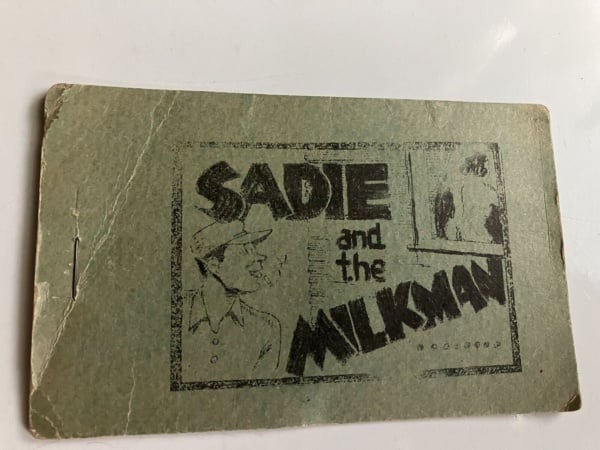 SADIE
and
the
MILKMAN